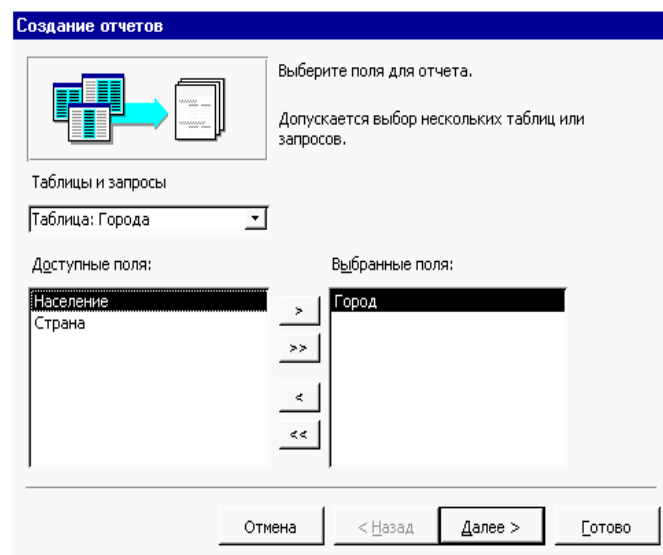 Создание отчетов
Выберите поля для отчета.
Допускается выбор нескольких таблиц или
запросов.
Таблицы и запросы
Таблица: Города
Доступные поля:
Выбранные поля:
Население
Страна
>
>>
<
<<
Город
Отмена
< Назад
Далее >
Готово